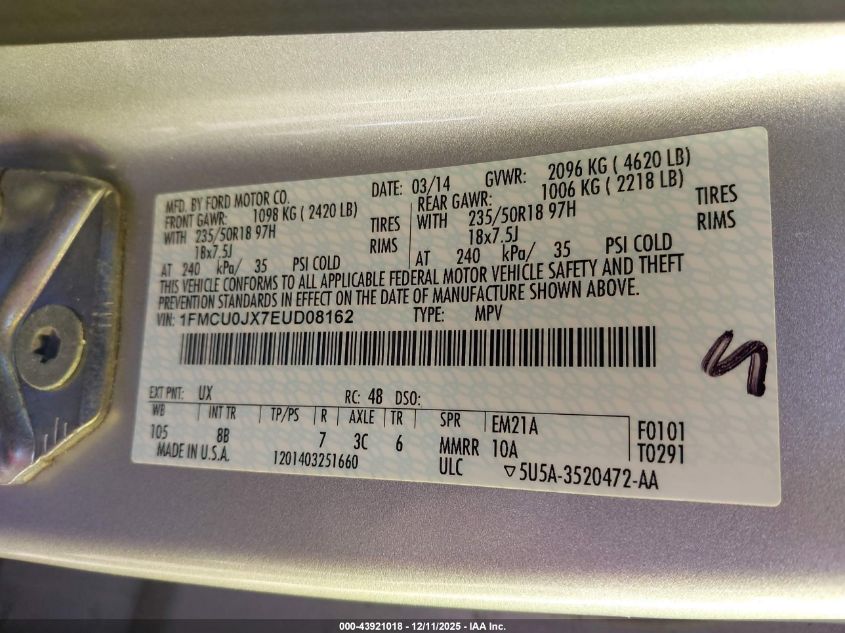 MFD. BY FORD MOTOR CO.
DATE: 03/14 GVWR: 2096 KG ( 4620 LB)
FRONT GAWR: 1098 KG ( 2420 LB)
REAR GAWR: 1006 KG ( 2218 LB)
WITH 235/50R18 97H TIRES
WITH 235/50R18 97H TIRES
18x7.5J RIMS
18x7.5J RIMS
AT 240 kPa/ 35 PSI COLD
AT 240 kPa/ 35 PSI COLD
THIS VEHICLE CONFORMS TO ALL APPLICABLE FEDERAL MOTOR VEHICLE SAFETY AND THEFT
PREVENTION STANDARDS IN EFFECT ON THE DATE OF MANUFACTURE SHOWN ABOVE.
VIN: 1FMCU0JX7EUD08162 TYPE: MPV
EXT PNT: UX RC: 48 DSO:
WB INT TR TP/PS R AXLE TR SPR EM21A F0101
105 8B 7 3C 6 MMRR 10A T0291
MADE IN U.S.A. 1201403251660 ULC ▽5U5A-3520472-AA
000-43921018 - 12/11/2025 - IAA Inc.